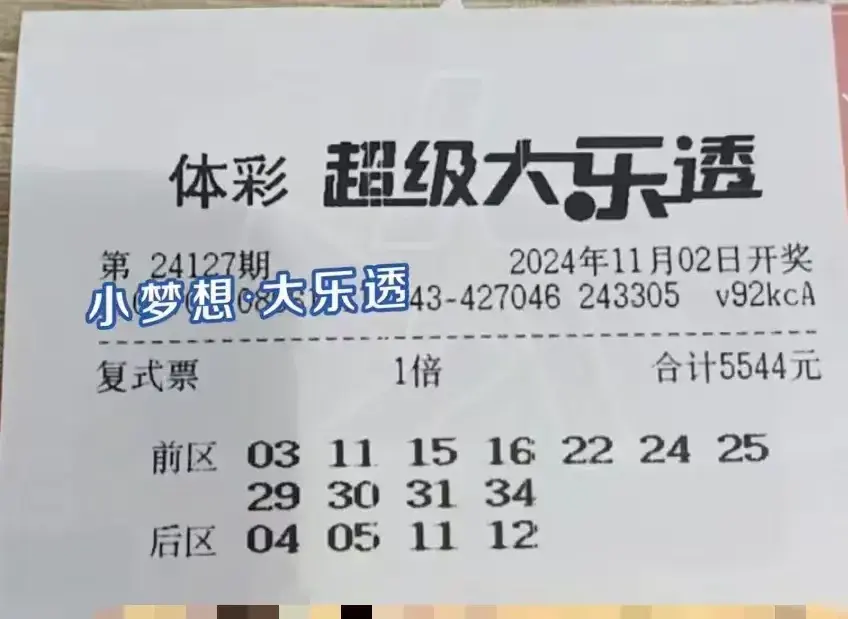 体彩 超级大乐透
第 24127期 2024年11月02日开奖
小梦想·大乐透
43-427046 243305 v92kcA
复式票 1倍 合计5544元
前区 03 11 15 16 22 24 25
29 30 31 34
后区 04 05 11 12